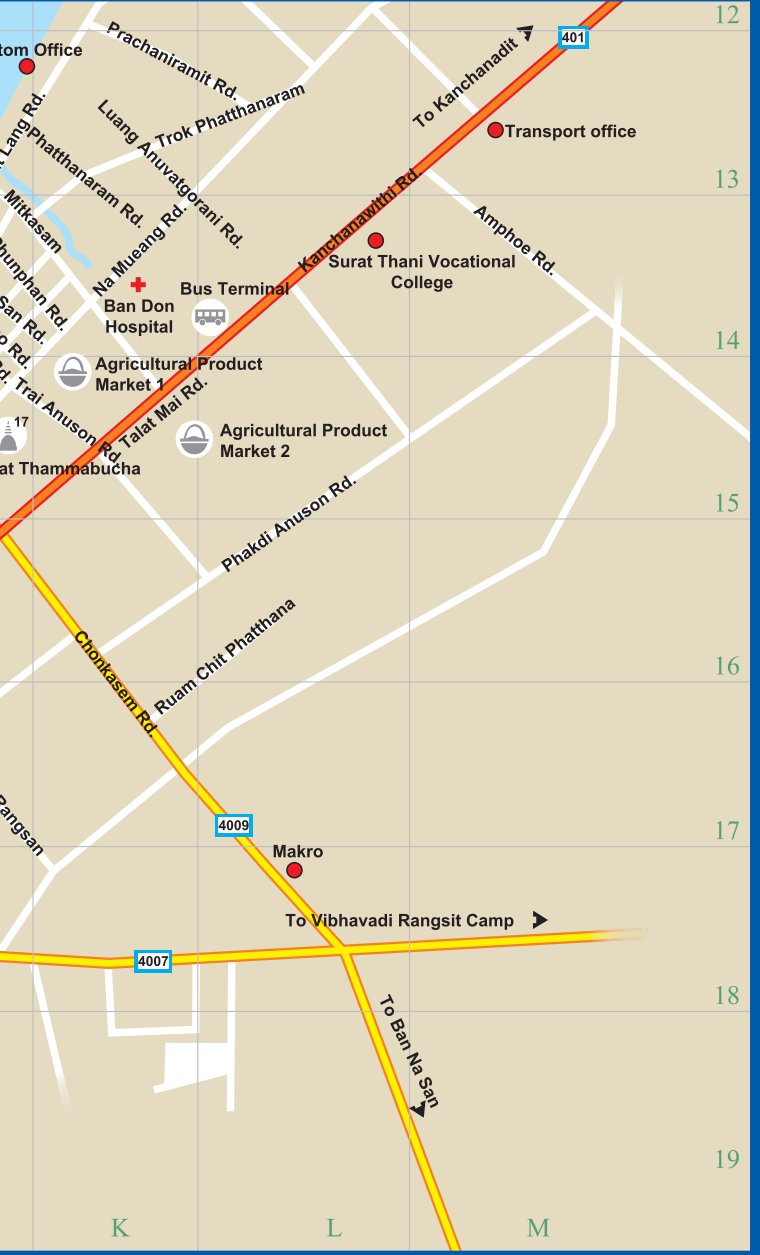 12
401
tom Office
To Kanchanadit
Prachaniramit Rd.
Trok Phatthanaram
Transport office
Lang Rd.
Luang Anuvatgorani Rd.
Phatthanaram Rd.
13
Kanchanawithi Rd.
Amphoe Rd.
Mitkasam
Na Mueang Rd.
Surat Thani Vocational
College
Phunphan Rd.
Bus Terminal
Ban Don
Hospital
San Rd.
14
o Rd.
Agricultural Product
Market 1
Rd.
Talat Mai Rd.
Trai Anuson Rd.
17
Agricultural Product
Market 2
at Thammabucha
15
Phakdi Anuson Rd.
Ruam Chit Phatthana
Chonkasem Rd.
16
Rangsan
4009
17
Makro
To Vibhavadi Rangsit Camp
4007
18
To Ban Na San
19
K
L
M